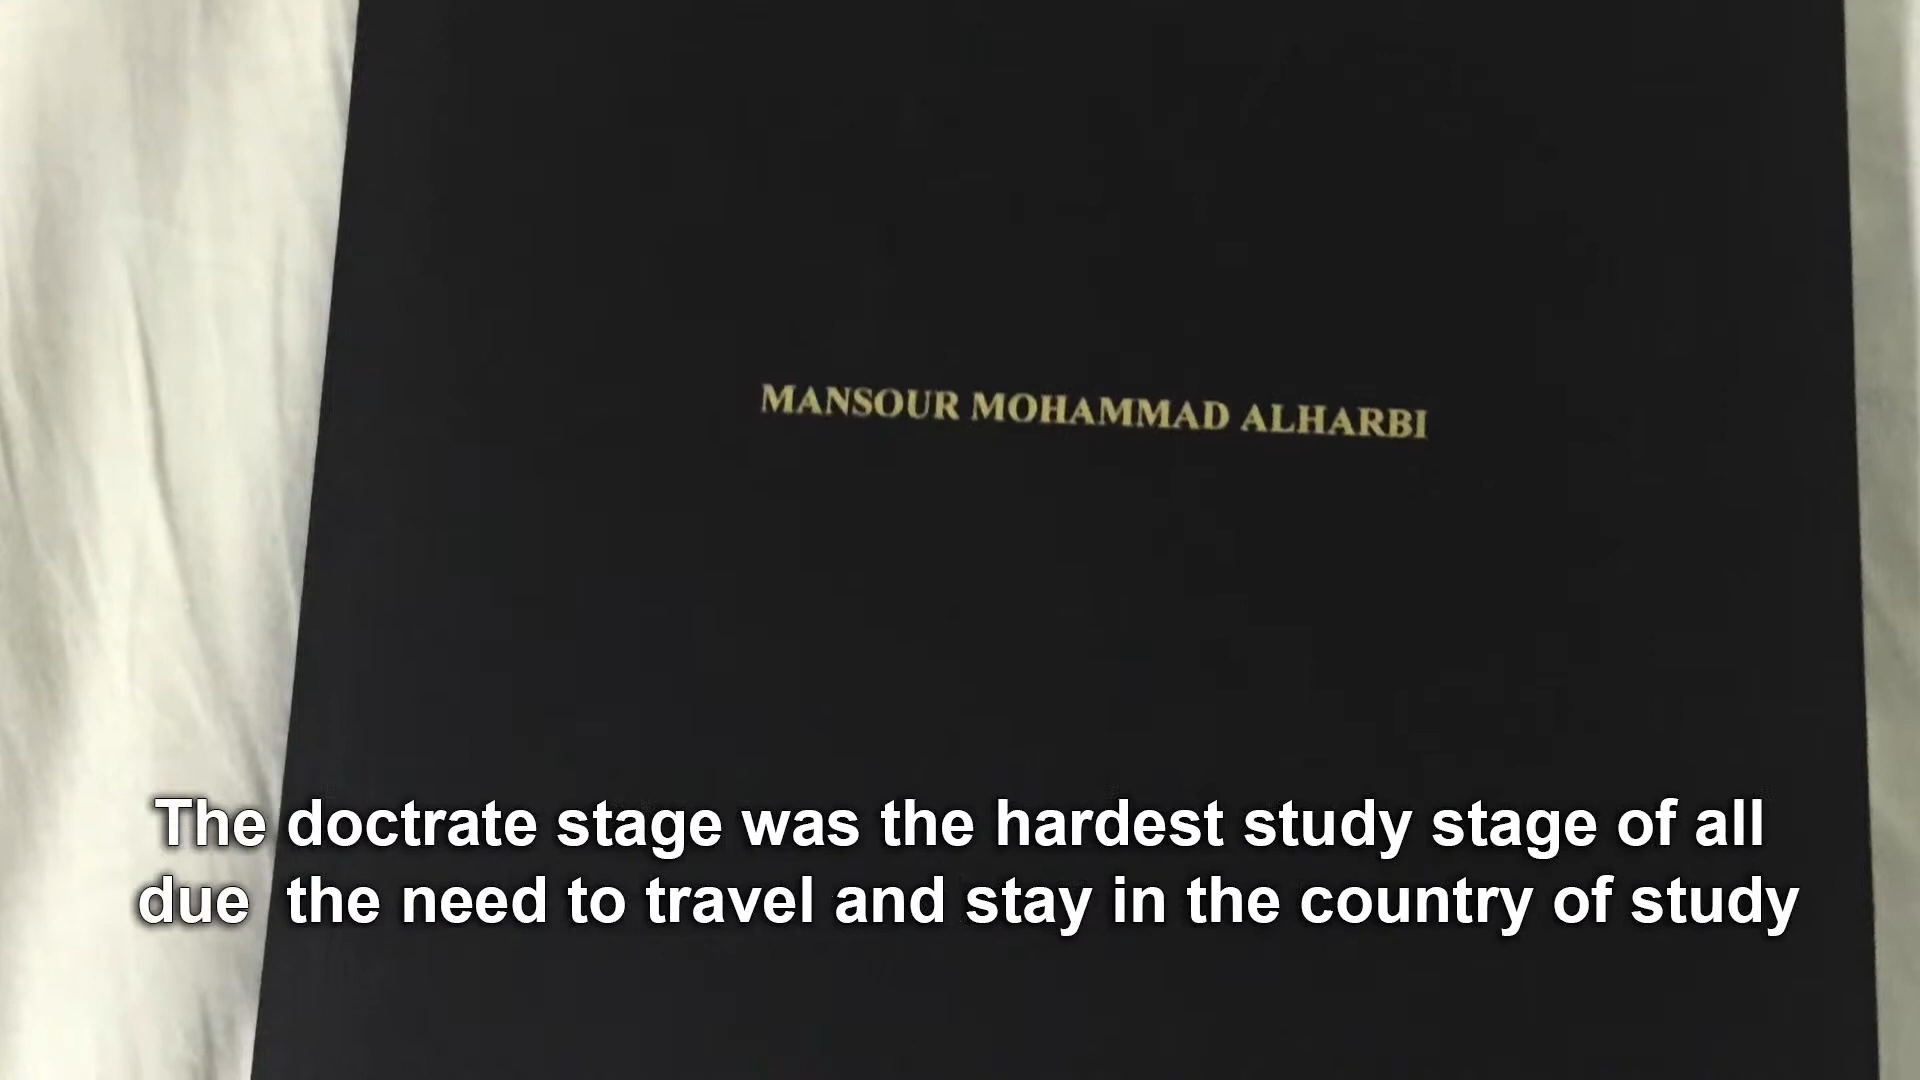 MANSOUR MOHAMMAD ALHARBI
The doctrate stage was the hardest study stage of all
due  the need to travel and stay in the country of study